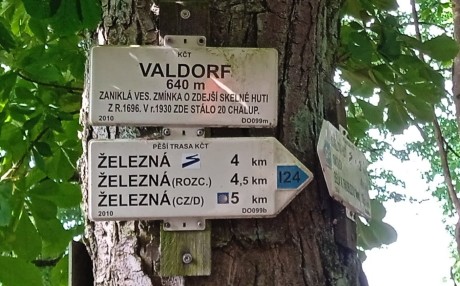 KČT
VALDORF
640 m
ZANIKLÁ VES. ZMÍNKA O ZDEJŠÍ SKELNÉ HUTI
Z R.1696. V r.1930 ZDE STÁLO 20 CHALUP.
2010 DO099m
PĚŠÍ TRASA KČT
ŽELEZNÁ 4 km
ŽELEZNÁ (ROZC.) 4,5 km
ŽELEZNÁ (CZ/D) 5 km
124
2010 DO099b